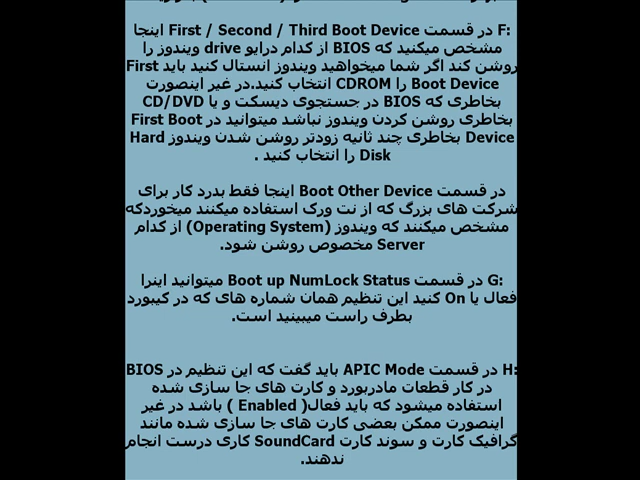 F: در قسمت First / Second / Third Boot Device اینجا
مشخص میکنید که BIOS از کدام درایو drive ویندوز را
روشن کند اگر شما میخواهید ویندوز انستال کنید باید First
Boot Device را CDROM انتخاب کنید.در غیر اینصورت
بخاطری که BIOS در جستجوی دیسکت و یا CD/DVD
بخاطری روشن کردن ویندوز نباشد میتوانید در First Boot
Device بخاطری چند ثانیه زودتر روشن شدن ویندوز Hard
Disk را انتخاب کنید .
در قسمت Boot Other Device اینجا فقط بدرد کار برای
شرکت های بزرگ که از نت ورک استفاده میکنند میخوردکه
مشخص میکنند که ویندوز (Operating System) از کدام
Server مخصوص روشن شود.
G: در قسمت Boot up NumLock Status میتوانید اینرا
فعال یا On کنید این تنظیم همان شماره های که در کیبورد
بطرف راست میبینید است.
H: در قسمت APIC Mode باید گفت که این تنظیم در BIOS
در کار قطعات مادربورد و کارت های جا سازی شده
استفاده میشود که باید فعال( Enabled ) باشد در غیر
اینصورت ممکن بعضی کارت های جا سازی شده مانند
گرافیک کارت و سوند کارت SoundCard کاری درست انجام
ندهند.